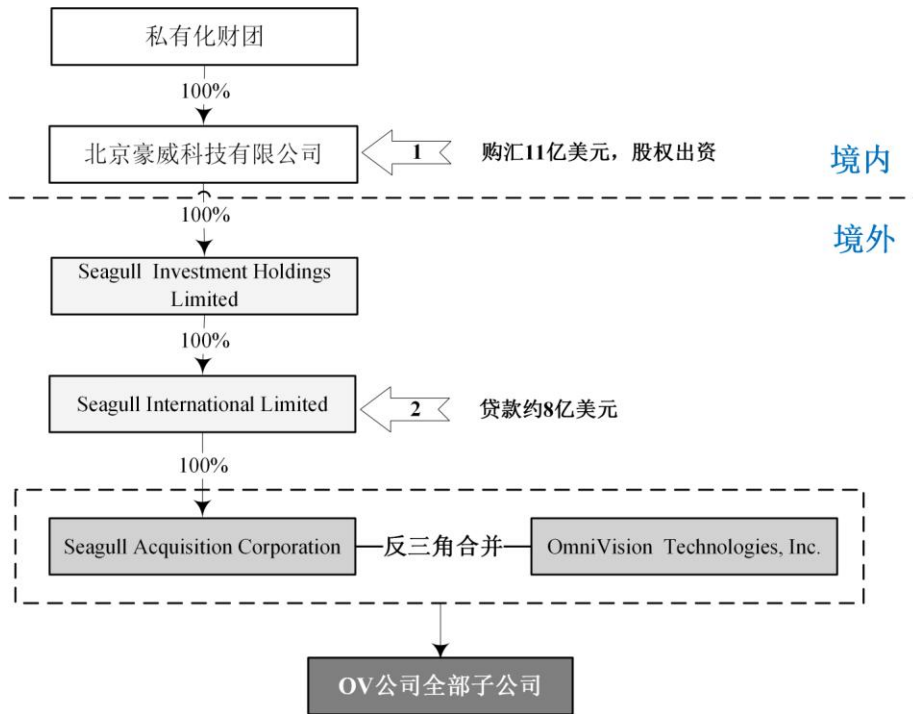 私有化财团
100%
北京豪威科技有限公司
1
购汇11亿美元，股权出资
境内
100%
境外
Seagull Investment Holdings
Limited
100%
Seagull International Limited
2
贷款约8亿美元
100%
Seagull Acquisition Corporation
反三角合并
OmniVision Technologies, Inc.
OV公司全部子公司